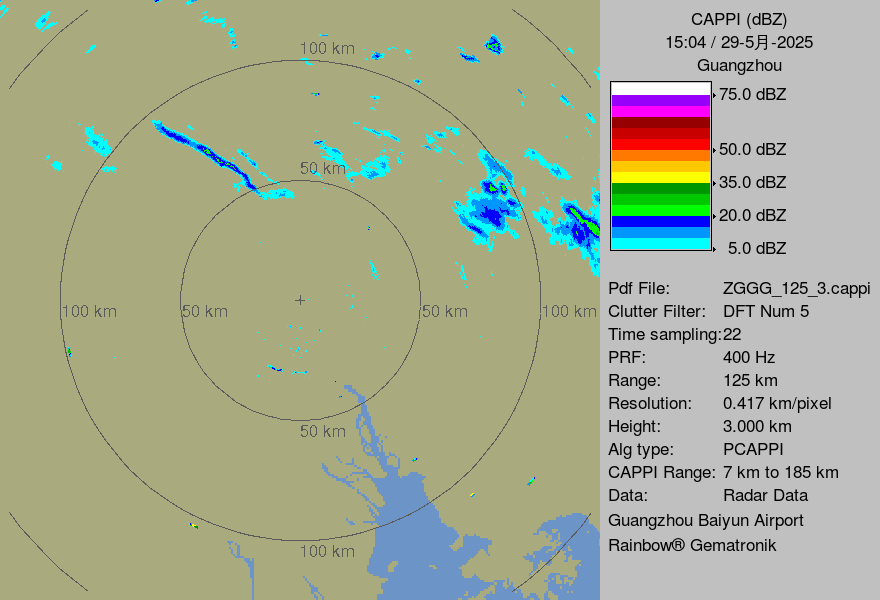 100 km
50 km
100 km
50 km
50 km
100 km
50 km
100 km
CAPPI (dBZ)
15:04 / 29-5月-2025
Guangzhou
75.0 dBZ
50.0 dBZ
35.0 dBZ
20.0 dBZ
5.0 dBZ
Pdf File: ZGGG_125_3.cappi
Clutter Filter: DFT Num 5
Time sampling:22
PRF: 400 Hz
Range: 125 km
Resolution: 0.417 km/pixel
Height: 3.000 km
Alg type: PCAPPI
CAPPI Range: 7 km to 185 km
Data: Radar Data
Guangzhou Baiyun Airport
Rainbow® Gematronik